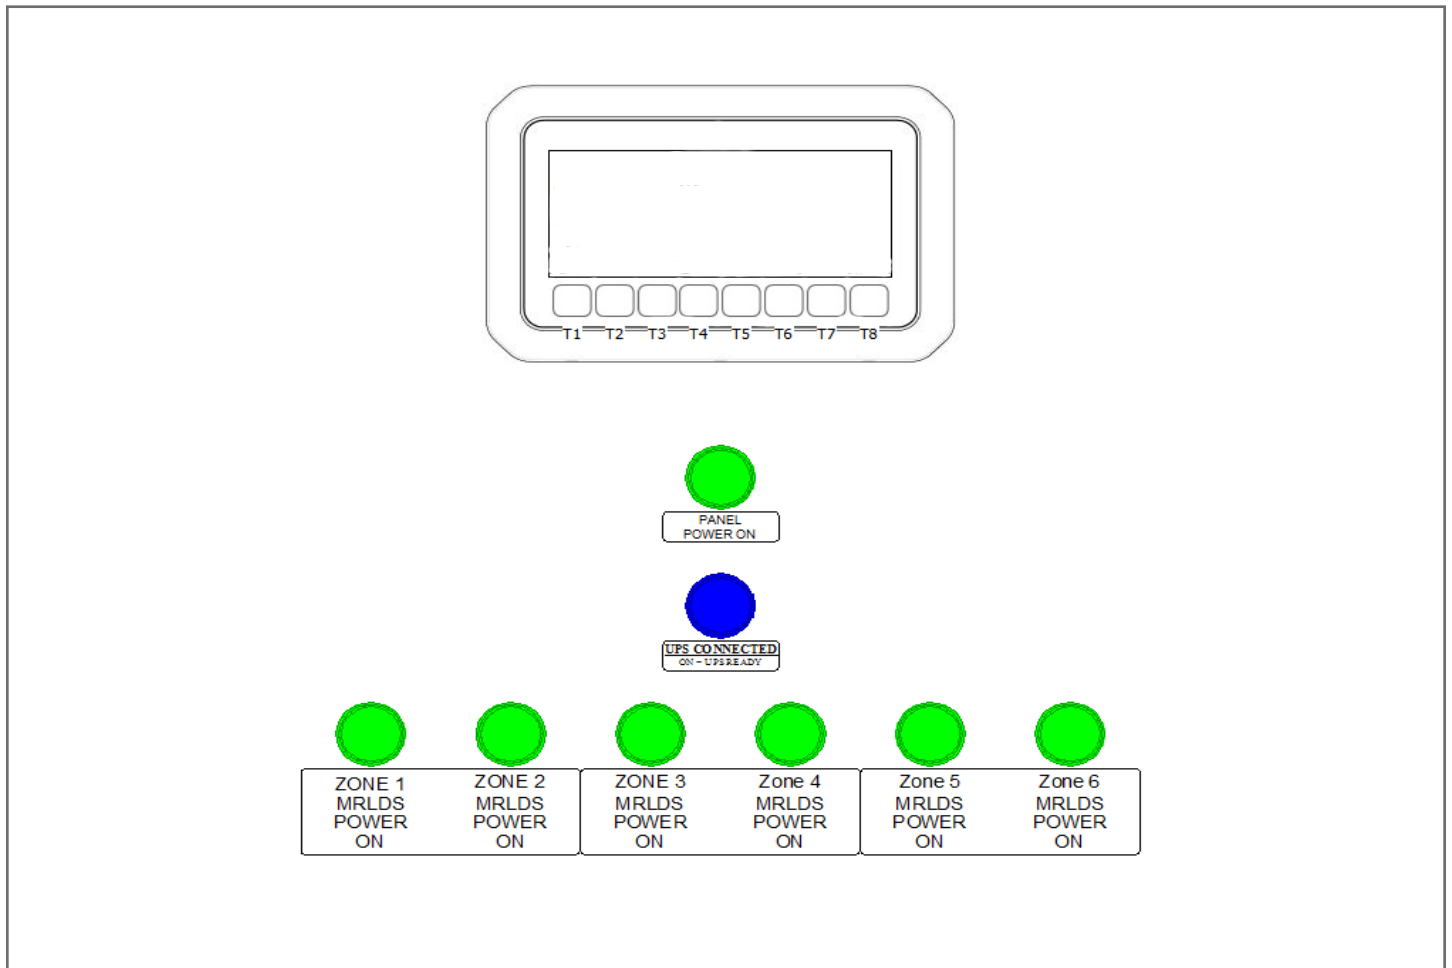 T1 T2 T3 T4 T5 T6 T7 T8
PANEL
POWER ON
UPS CONNECTED
ON - UPS READY
ZONE 1 ZONE 2 ZONE 3 Zone 4 Zone 5 Zone 6
MRLDS MRLDS MRLDS MRLDS MRLDS MRLDS
POWER POWER POWER POWER POWER POWER
ON ON ON ON ON ON